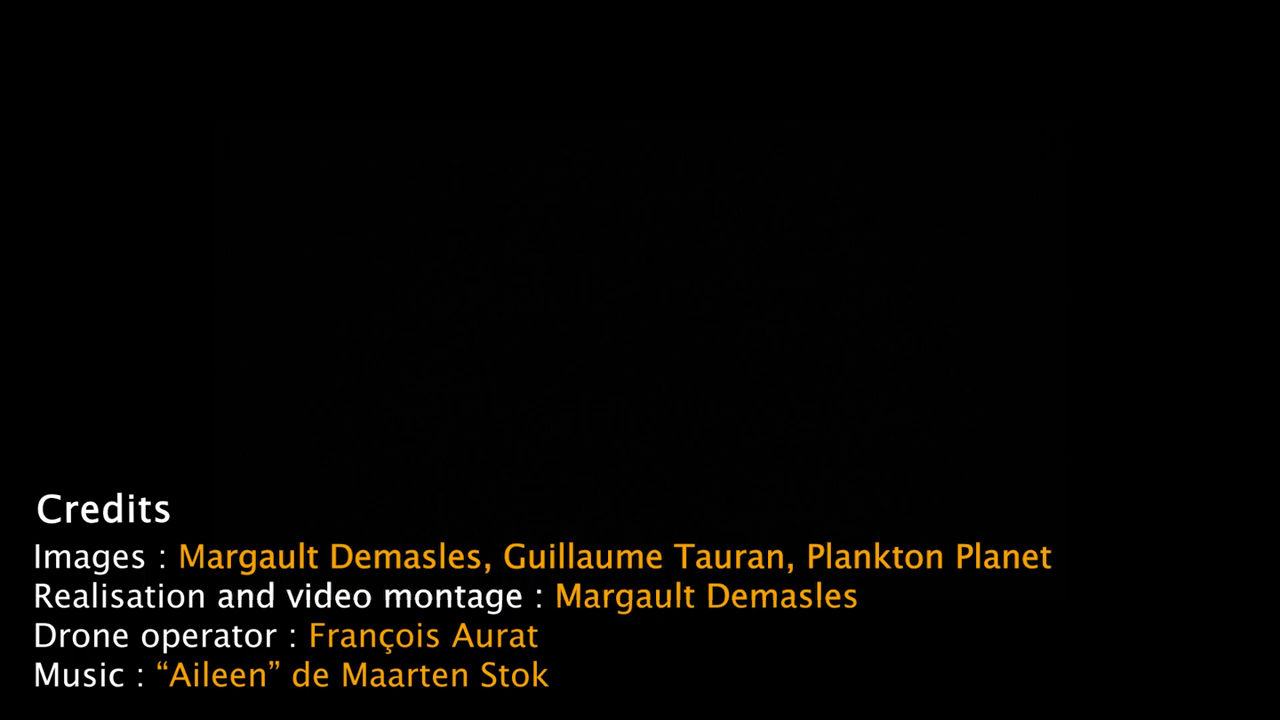 Credits
Images : Margault Demasles, Guillaume Tauran, Plankton Planet
Realisation and video montage : Margault Demasles
Drone operator : François Aurat
Music : “Aileen” de Maarten Stok